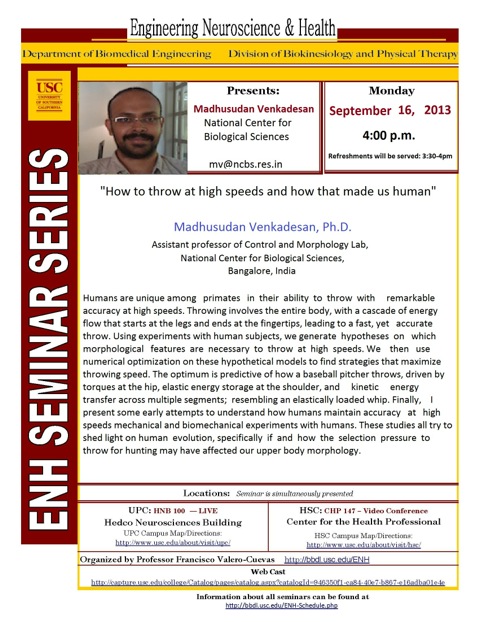 Engineering Neuroscience & Health
Department of Biomedical Engineering Division of Biokinesiology and Physical Therapy
USC
UNIVERSITY
OF SOUTHERN
CALIFORNIA
ENH SEMINAR SERIES
Presents:
Madhusudan Venkadesan
National Center for
Biological Sciences
mv@ncbs.res.in
Monday
September 16, 2013
4:00 p.m.
Refreshments will be served: 3:30-4pm
"How to throw at high speeds and how that made us human"
Madhusudan Venkadesan, Ph.D.
Assistant professor of Control and Morphology Lab,
National Center for Biological Sciences,
Bangalore, India
Humans are unique among primates in their ability to throw with remarkable
accuracy at high speeds. Throwing involves the entire body, with a cascade of energy
flow that starts at the legs and ends at the fingertips, leading to a fast, yet accurate
throw. Using experiments with human subjects, we generate hypotheses on which
morphological features are necessary to throw at high speeds. We then use
numerical optimization on these hypothetical models to find strategies that maximize
throwing speed. The optimum is predictive of how a baseball pitcher throws, driven by
torques at the hip, elastic energy storage at the shoulder, and kinetic energy
transfer across multiple segments; resembling an elastically loaded whip. Finally, I
present some early attempts to understand how humans maintain accuracy at high
speeds mechanical and biomechanical experiments with humans. These studies all try to
shed light on human evolution, specifically if and how the selection pressure to
throw for hunting may have affected our upper body morphology.
Locations: Seminar is simultaneously presented
UPC: HNB 100 — LIVE
Hedco Neurosciences Building
UPC Campus Map/Directions:
http://www.usc.edu/about/visit/upc/
HSC: CHP 147 – Video Conference
Center for the Health Professional
HSC Campus Map/Directions:
http://www.usc.edu/about/visit/hsc/
Organized by Professor Francisco Valero-Cuevas http://bbdl.usc.edu/ENH
Web Cast
http://capture.usc.edu/college/Catalog/pages/catalog.aspx?catalogId=946350f1-ca84-40e7-b867-e16adba01e4e
Information about all seminars can be found at
http://bbdl.usc.edu/ENH-Schedule.php